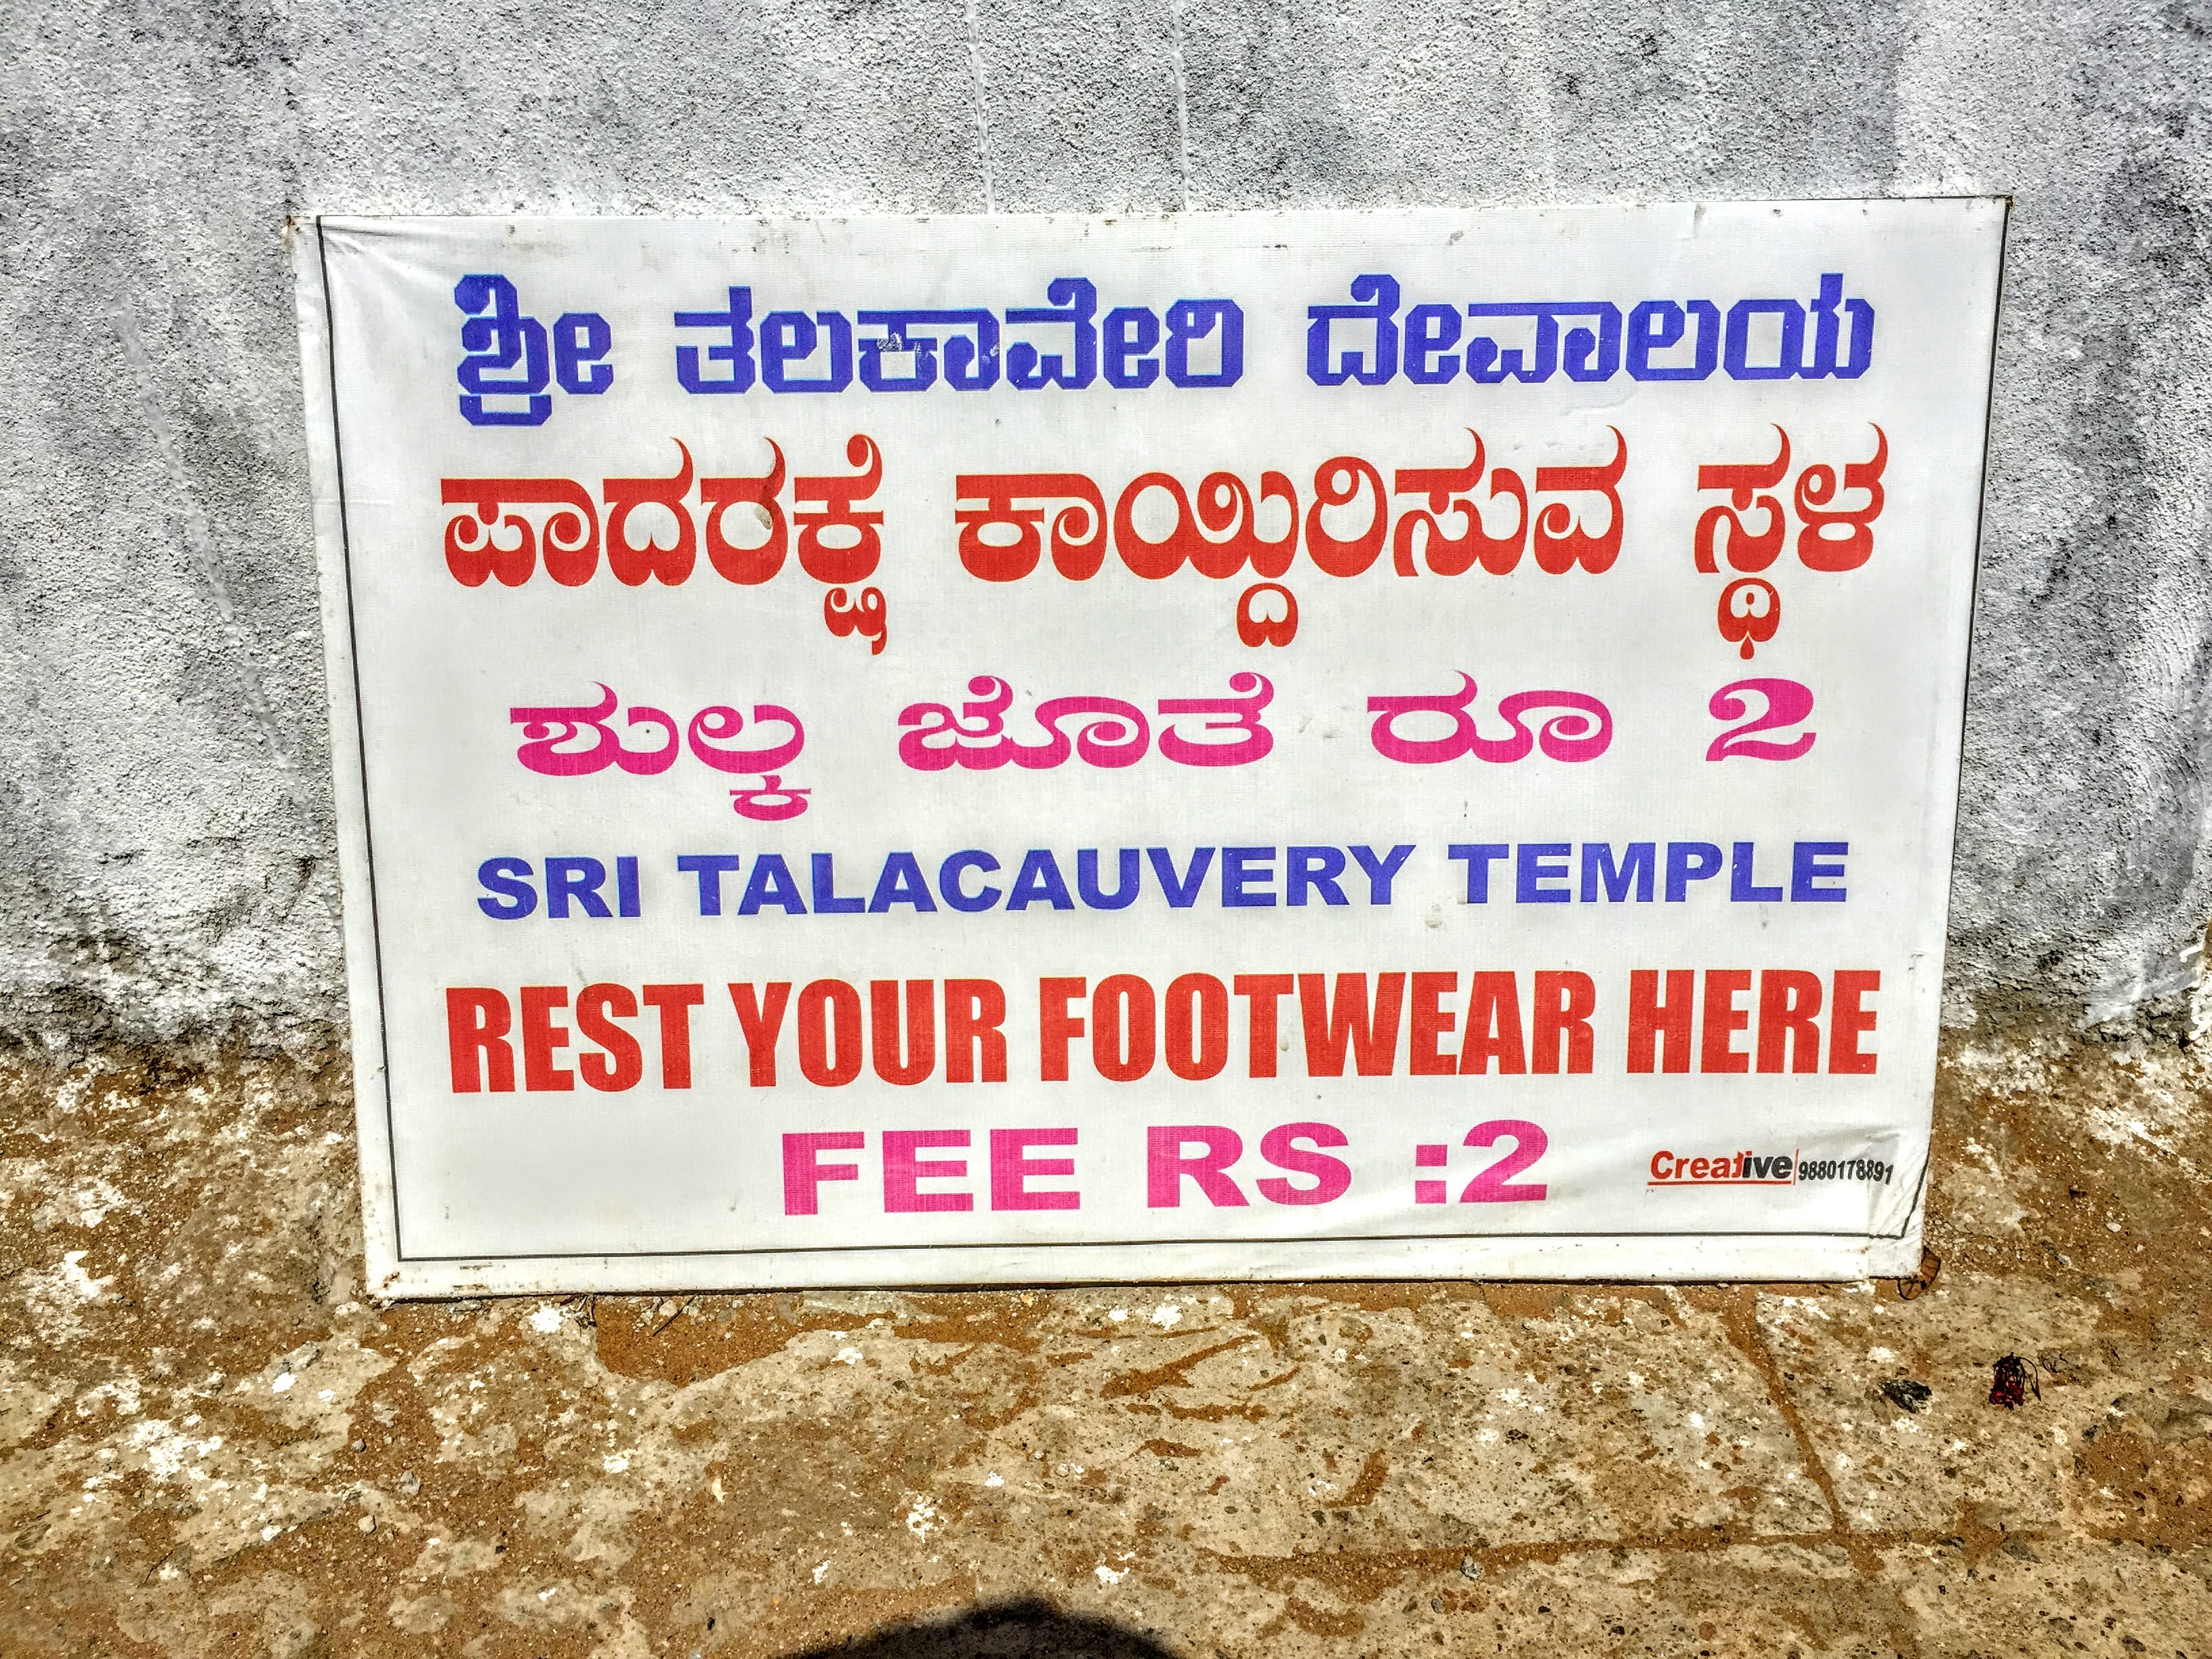 ಶ್ರೀ ತಲಕಾವೇರಿ ದೇವಾಲಯ
ಪಾದರಕ್ಷೆ ಕಾಯ್ದಿರಿಸುವ ಸ್ಥಳ
ಶುಲ್ಕ ಜೊತೆ ರೂ 2
SRI TALACAUVERY TEMPLE
REST YOUR FOOTWEAR HERE
FEE RS :2
Creative 9880178891